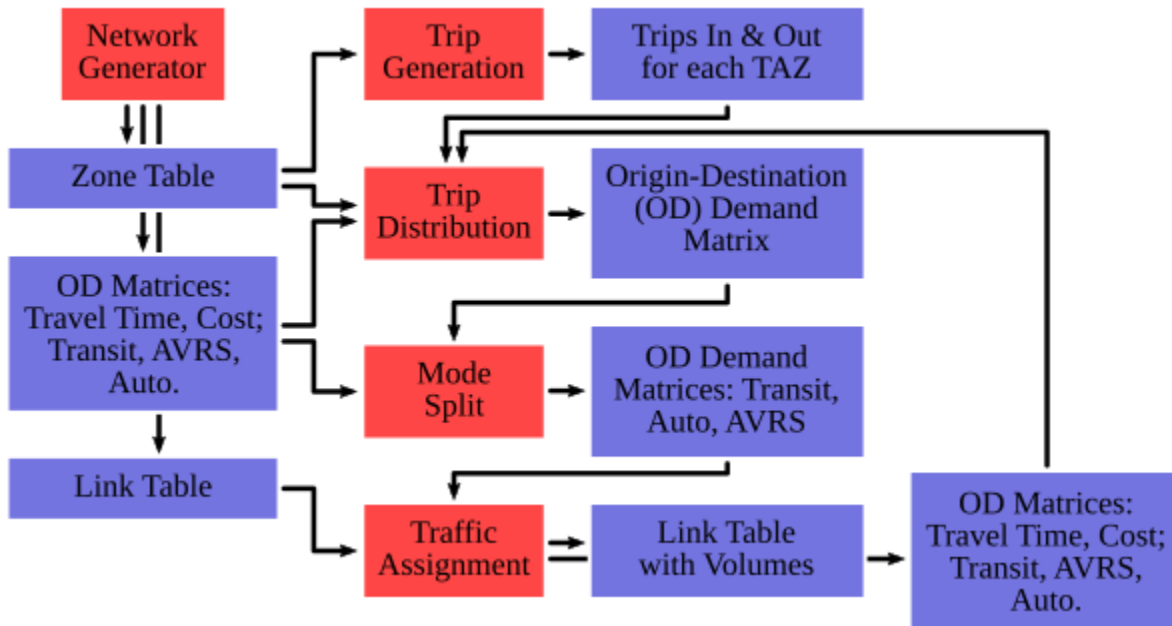 Network
Generator
Trip
Generation
Trips In & Out
for each TAZ
Zone Table
Trip
Distribution
Origin-Destination
(OD) Demand
Matrix
OD Matrices:
Travel Time, Cost;
Transit, AVRS,
Auto.
Mode
Split
OD Demand
Matrices: Transit,
Auto, AVRS
Link Table
Traffic
Assignment
Link Table
with Volumes
OD Matrices:
Travel Time, Cost;
Transit, AVRS,
Auto.